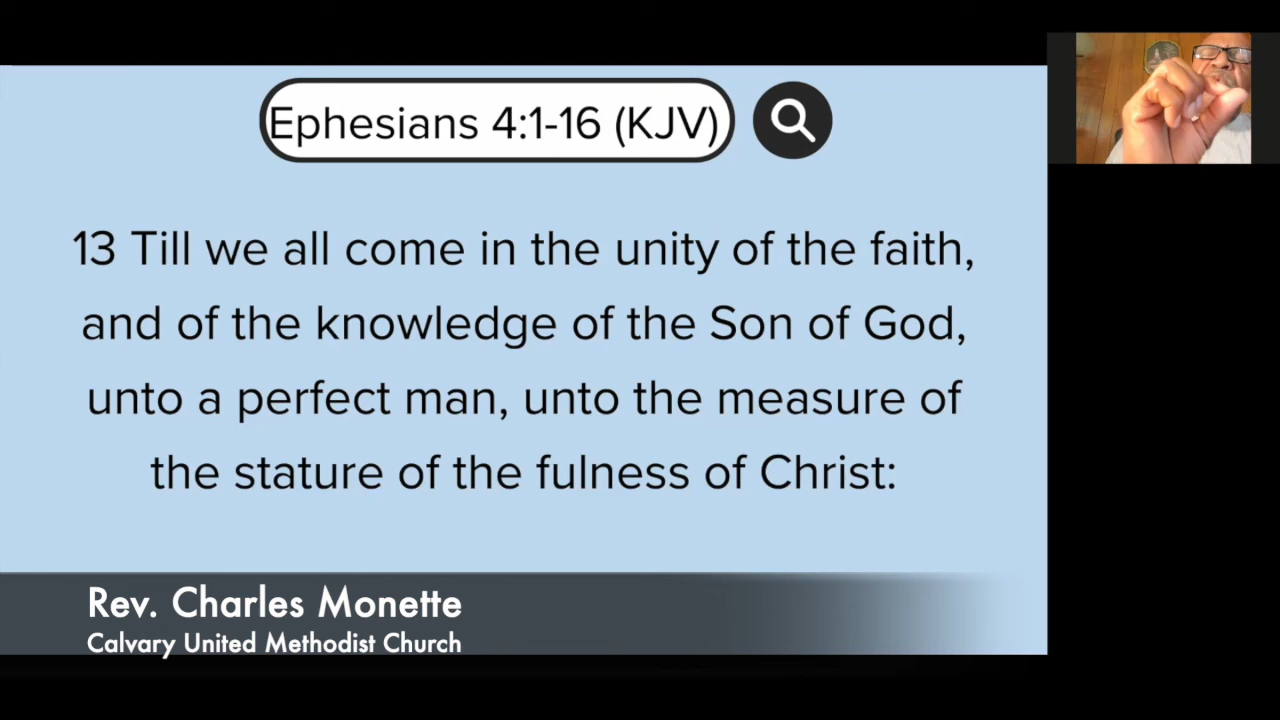 Ephesians 4:1-16 (KJV)
13 Till we all come in the unity of the faith,
and of the knowledge of the Son of God,
unto a perfect man, unto the measure of
the stature of the fulness of Christ:
Rev. Charles Monette
Calvary United Methodist Church